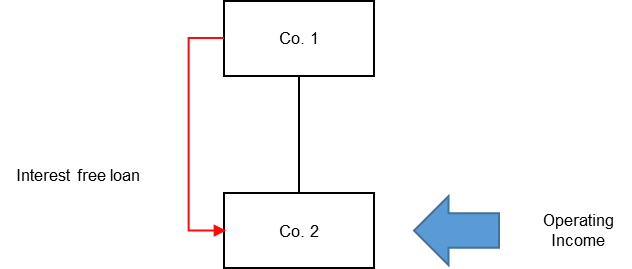 Co. 1
Interest free loan
Co. 2
Operating
Income